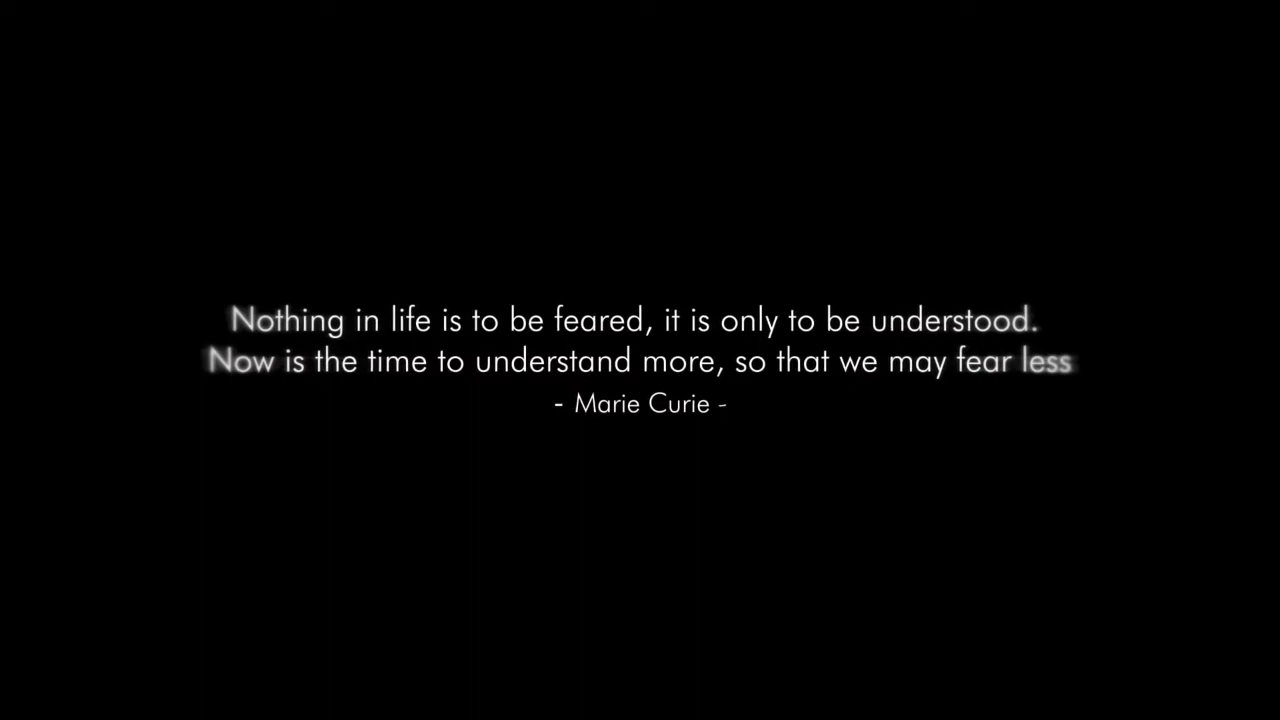 Nothing in life is to be feared, it is only to be understood.
Now is the time to understand more, so that we may fear less
- Marie Curie -